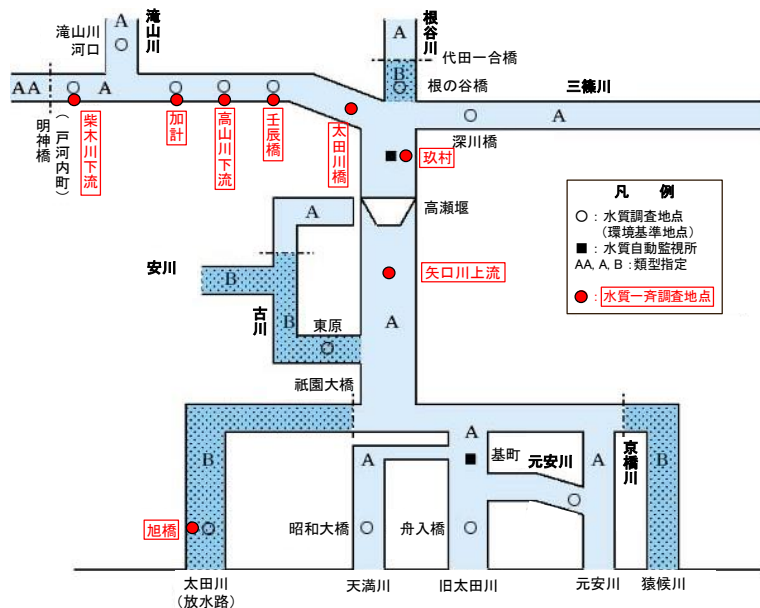 滝山川
河口
A
滝山川
A
根谷川
代田一合橋
B
根の谷橋
三篠川
AA
A
明神橋
(戸河内町)
柴木川下流
加計
高山川下流
壬辰橋
太田川橋
深川橋
A
玖村
高瀬堰
凡 例
○:水質調査地点
(環境基準地点)
■:水質自動監視所
AA, A, B:類型指定
●:水質一斉調査地点
A
安川
B
古川
B
東原
矢口川上流
A
祇園大橋
B
A
A
基町
元安川
A
京橋川
B
旭橋
昭和大橋
舟入橋
太田川
(放水路)
天満川
旧太田川
元安川
猿候川